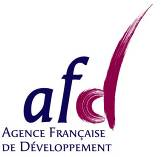 afd
AGENCE FRANÇAISE
DE DÉVELOPPEMENT